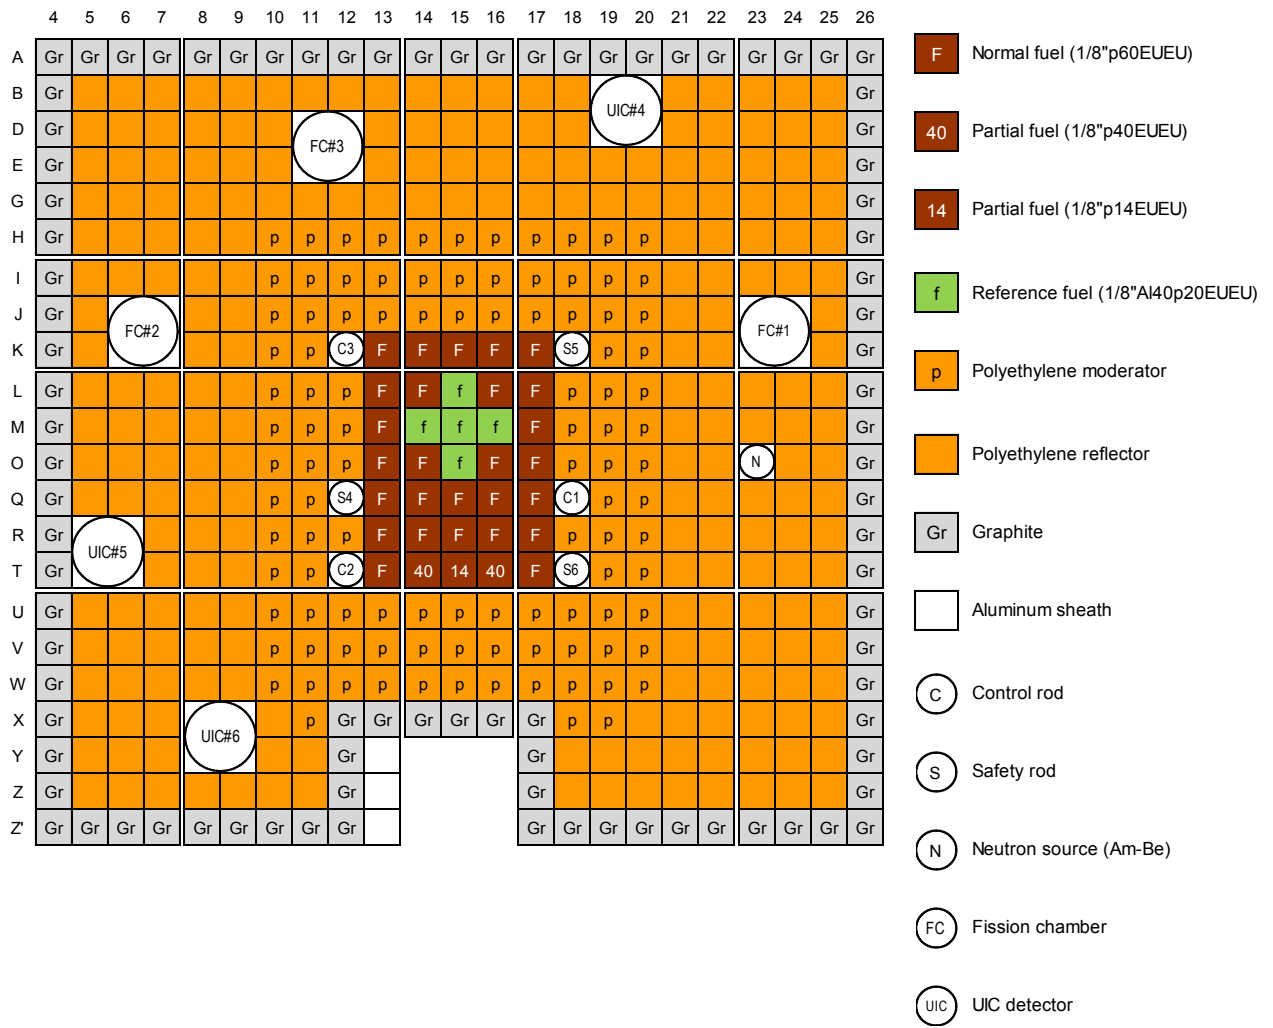 4 5 6 7 8 9 10 11 12 13 14 15 16 17 18 19 20 21 22 23 24 25 26
A Gr Gr Gr Gr Gr Gr Gr Gr Gr Gr Gr Gr Gr Gr Gr Gr Gr Gr Gr Gr Gr Gr Gr
F Normal fuel (1/8"p60EUEU)
B Gr UIC#4 Gr
D Gr Gr
40 Partial fuel (1/8"p40EUEU)
FC#3
E Gr Gr
G Gr Gr
14 Partial fuel (1/8"p14EUEU)
H Gr p p p p p p p p p p p Gr
I Gr p p p p p p p p p p p Gr
f Reference fuel (1/8"Al40p20EUEU)
J Gr p p p p p p p p p p p Gr
FC#2 FC#1
K Gr p p C3 F F F F F S5 p p Gr
p Polyethylene moderator
L Gr p p p F F f F F p p p Gr
M Gr p p p F f f f F p p p Gr
Polyethylene reflector
O Gr p p p F F f F F p p p N Gr
Q Gr p p S4 F F F F F C1 p p Gr
R Gr p p p F F F F F p p p Gr
Gr Graphite
UIC#5
T Gr p p C2 F 40 14 40 F S6 p p Gr
U Gr p p p p p p p p p p p Gr
Aluminum sheath
V Gr p p p p p p p p p p p Gr
W Gr p p p p p p p p p p p Gr
C Control rod
X Gr p Gr Gr Gr Gr Gr Gr p p Gr
UIC#6
Y Gr Gr Gr Gr
Z Gr Gr Gr Gr
S Safety rod
Z' Gr Gr Gr Gr Gr Gr Gr Gr Gr Gr Gr Gr Gr Gr Gr Gr Gr Gr Gr
N Neutron source (Am-Be)
FC Fission chamber
UIC UIC detector